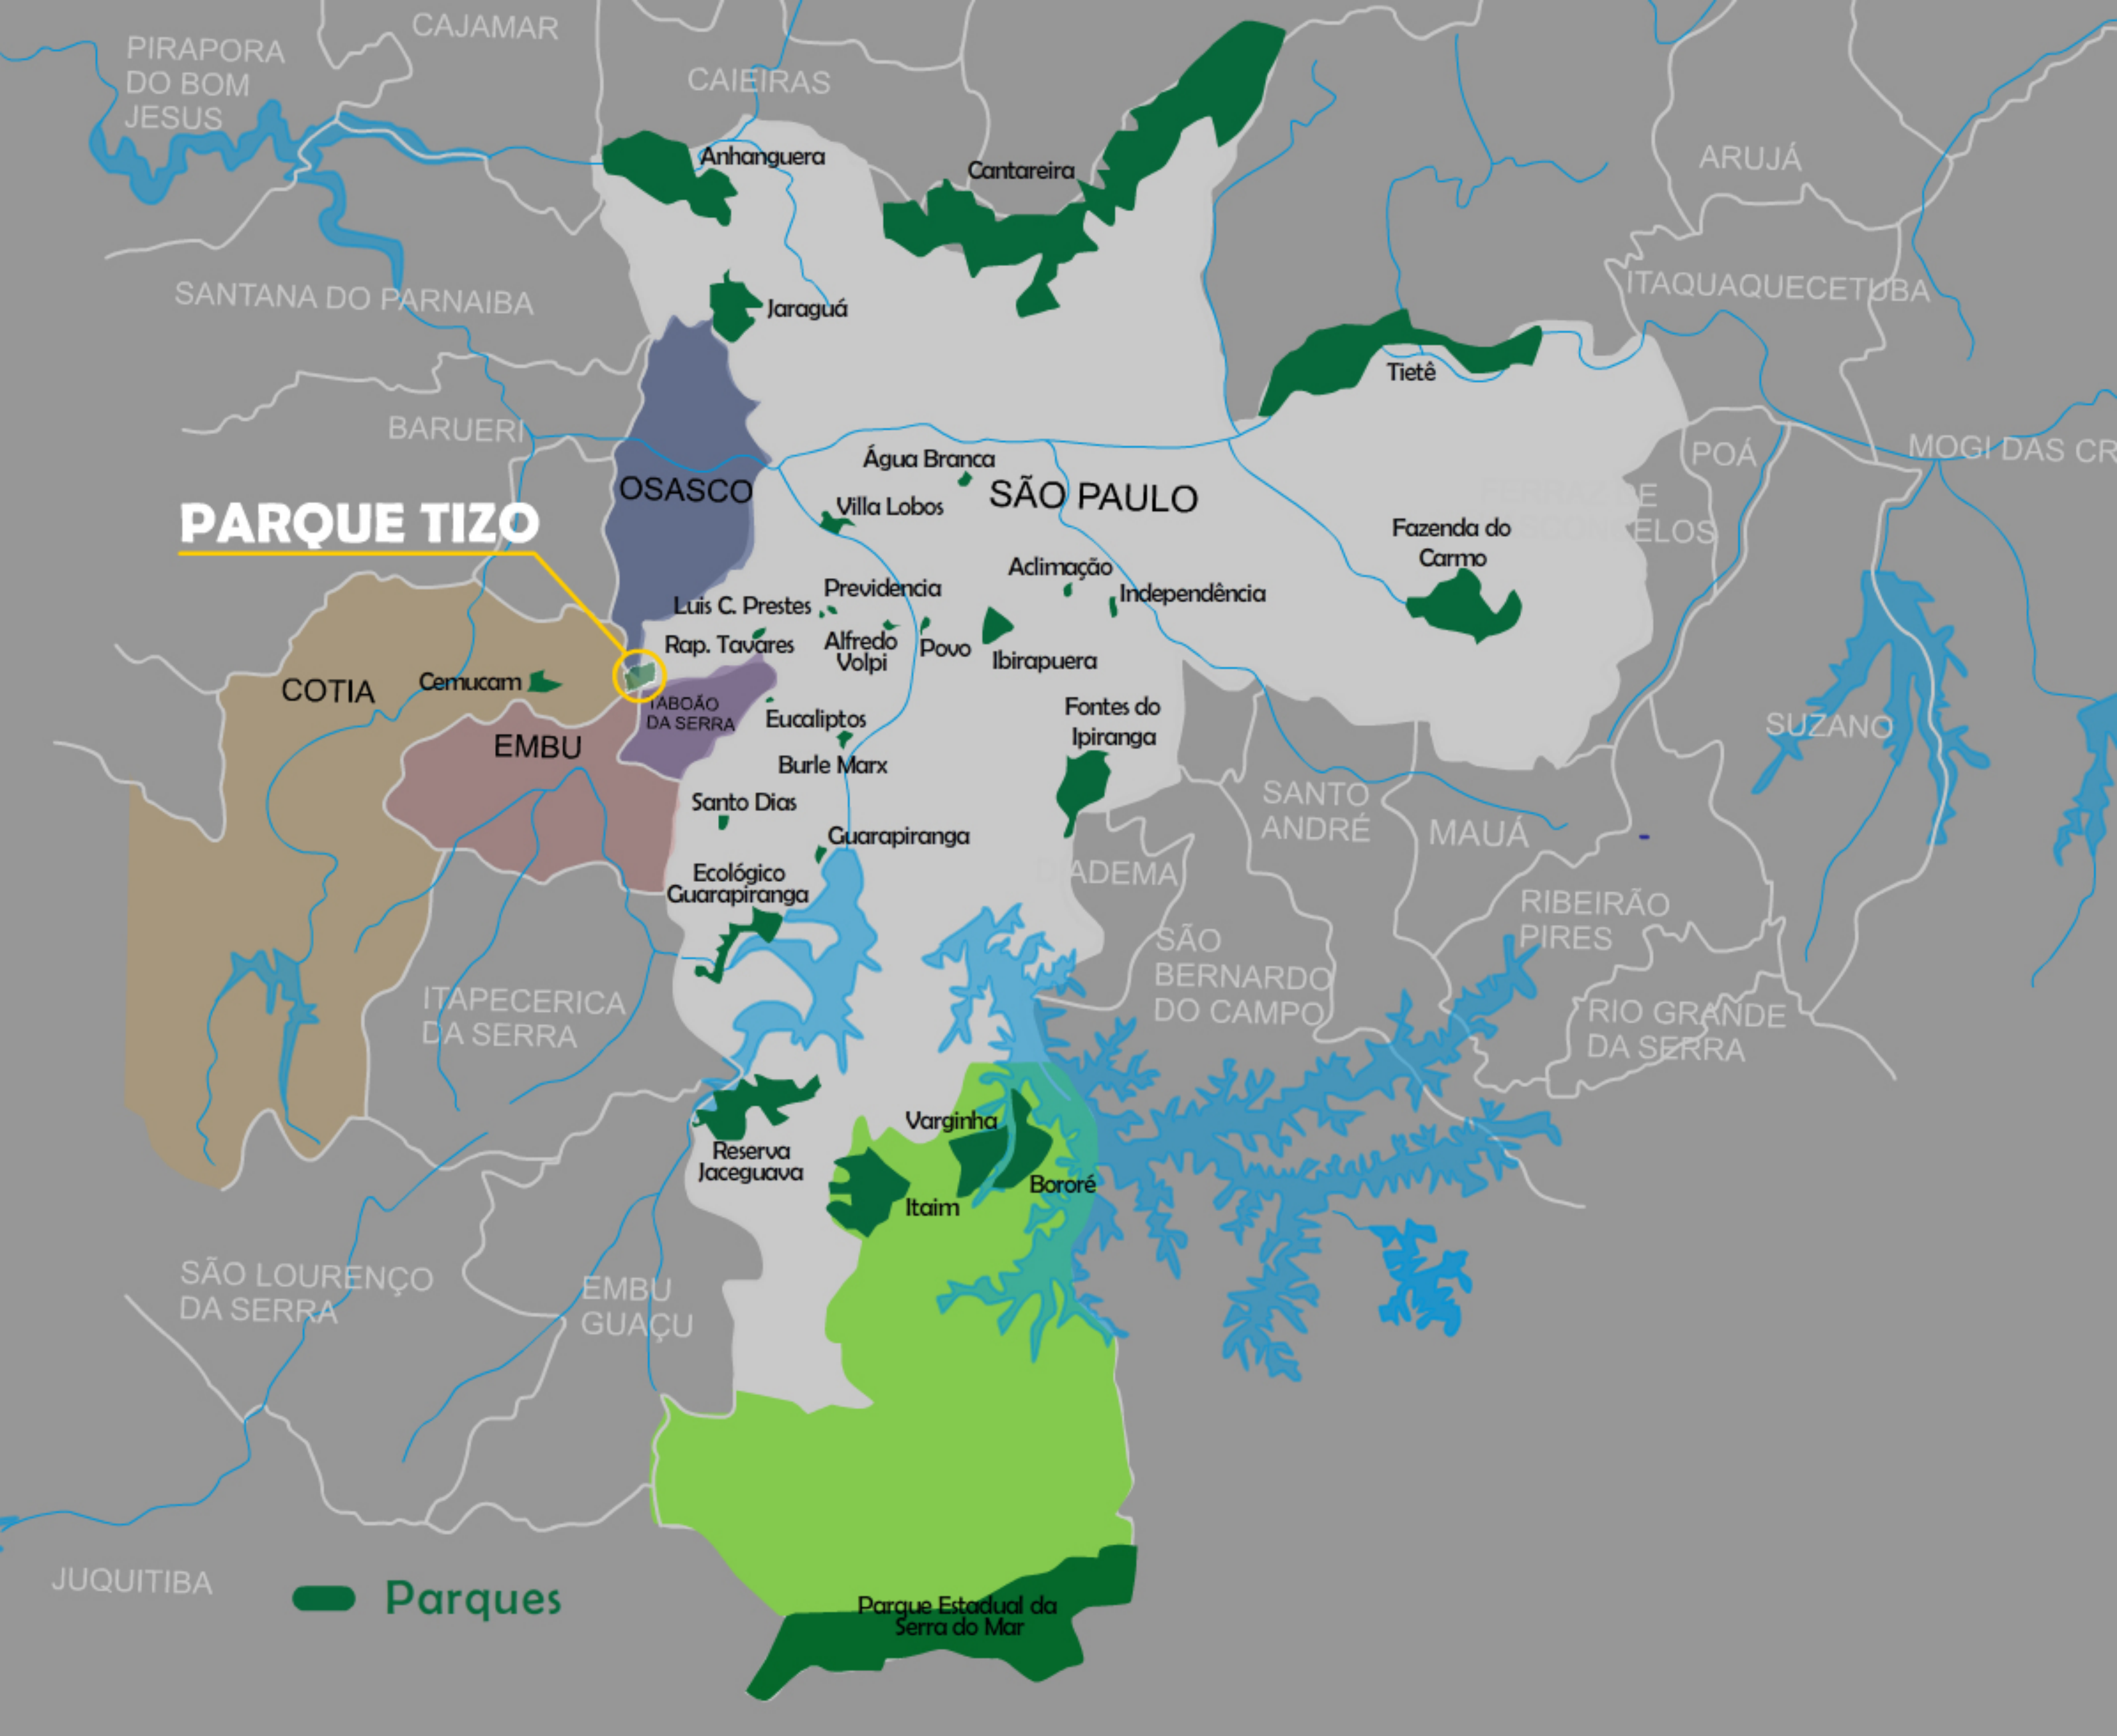 CAJAMAR
PIRAPORA
DO BOM
JESUS
CAIEIRAS
Anhanguera
Cantareira
ARUJÁ
SANTANA DO PARNAIBA
Jaraguá
ITAQUAQUECETUBA
Tietê
BARUERI
Água Branca
POÁ
MOGI DAS CR
OSASCO
SÃO PAULO
Villa Lobos
PARQUE TIZO
Fazenda do
Carmo
Aclimação
Previdencia
Independência
Luis C. Prestes
Rap. Tavares
Alfredo
Volpi
Povo
Ibirapuera
Cemucam
COTIA
TABOÃO
DA SERRA
Eucaliptos
Fontes do
Ipiranga
SUZANO
EMBU
Burle Marx
Santo Dias
SANTO
ANDRÉ
MAUÁ
Guarapiranga
DIADEMA
Ecológico
Guarapiranga
RIBEIRÃO
PIRES
SÃO
BERNARDO
DO CAMPO
ITAPECERICA
DA SERRA
RIO GRANDE
DA SERRA
Varginha
Reserva
Jaceguava
Bororé
Itaim
SÃO LOURENÇO
DA SERRA
EMBU
GUAÇU
JUQUITIBA
Parques
Parque Estadual da
Serra do Mar